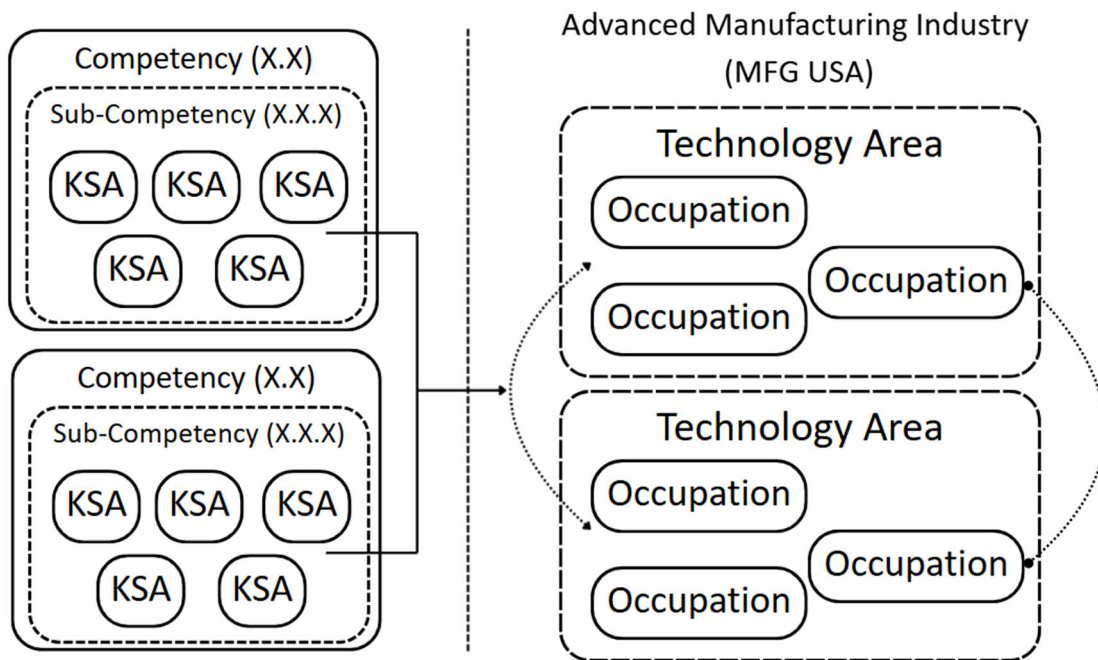 Competency (X.X)
Sub-Competency (X.X.X)
KSA KSA KSA
KSA KSA
Competency (X.X)
Sub-Competency (X.X.X)
KSA KSA KSA
KSA KSA
Advanced Manufacturing Industry
(MFG USA)
Technology Area
Occupation
Occupation
Occupation
Technology Area
Occupation
Occupation
Occupation